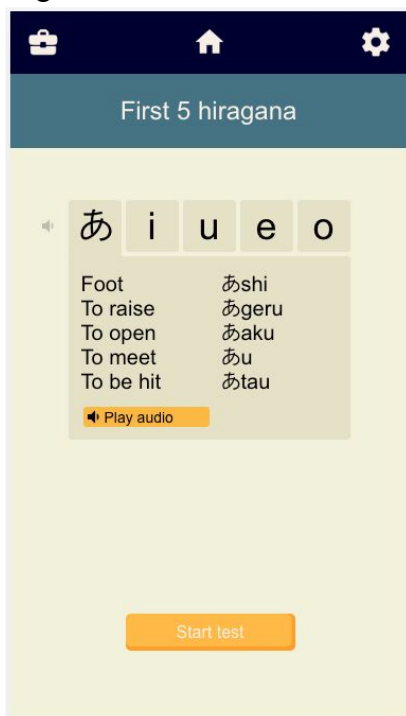 First 5 hiragana
あ i u e o
Foot あshi
To raise あgeru
To open あaku
To meet あu
To be hit あtau
Play audio
Start test